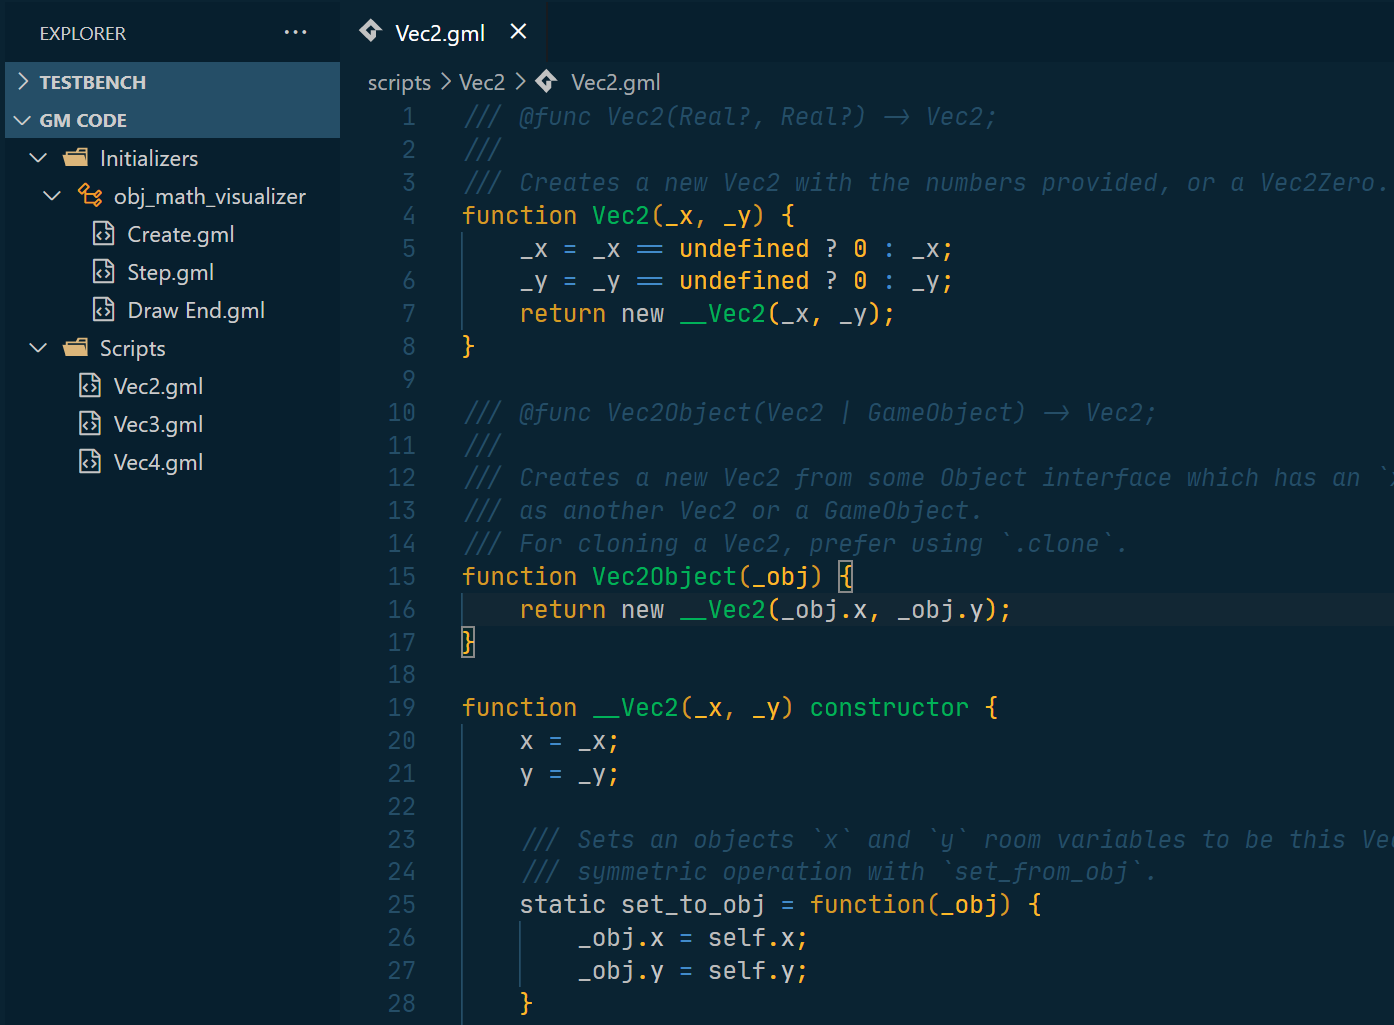 EXPLORER
TESTBENCH
GM CODE
Initializers
obj_math_visualizer
Create.gml
Step.gml
Draw End.gml
Scripts
Vec2.gml
Vec3.gml
Vec4.gml
Vec2.gml
scripts > Vec2 > Vec2.gml
1 /// @func Vec2(Real?, Real?) -> Vec2;
2 ///
3 /// Creates a new Vec2 with the numbers provided, or a Vec2Zero.
4 function Vec2(_x, _y) {
5     _x = _x == undefined ? 0 : _x;
6     _y = _y == undefined ? 0 : _y;
7     return new __Vec2(_x, _y);
8 }
9
10 /// @func Vec2Object(Vec2 | GameObject) -> Vec2;
11 ///
12 /// Creates a new Vec2 from some Object interface which has an `
13 /// as another Vec2 or a GameObject.
14 /// For cloning a Vec2, prefer using `.clone`.
15 function Vec2Object(_obj) {
16     return new __Vec2(_obj.x, _obj.y);
17 }
18
19 function __Vec2(_x, _y) constructor {
20     x = _x;
21     y = _y;
22
23     /// Sets an objects `x` and `y` room variables to be this Vec
24     /// symmetric operation with `set_from_obj`.
25     static set_to_obj = function(_obj) {
26         _obj.x = self.x;
27         _obj.y = self.y;
28     }